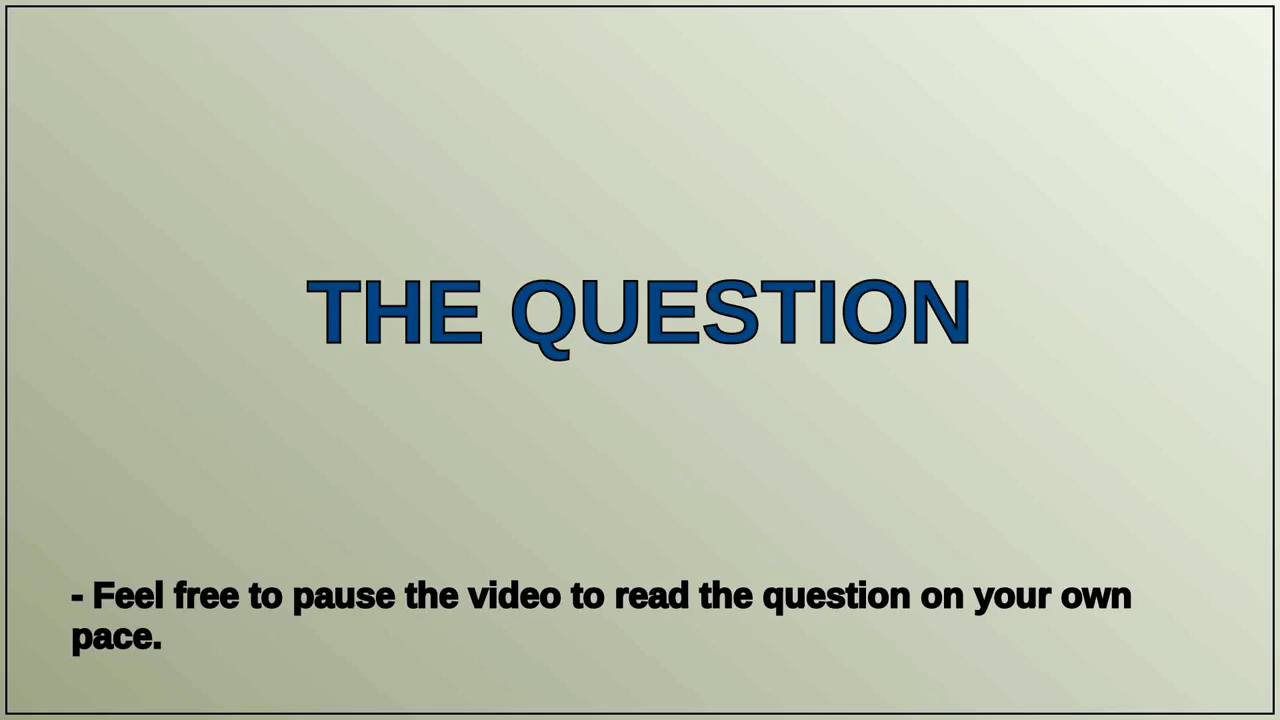 THE QUESTION
- Feel free to pause the video to read the question on your own
pace.